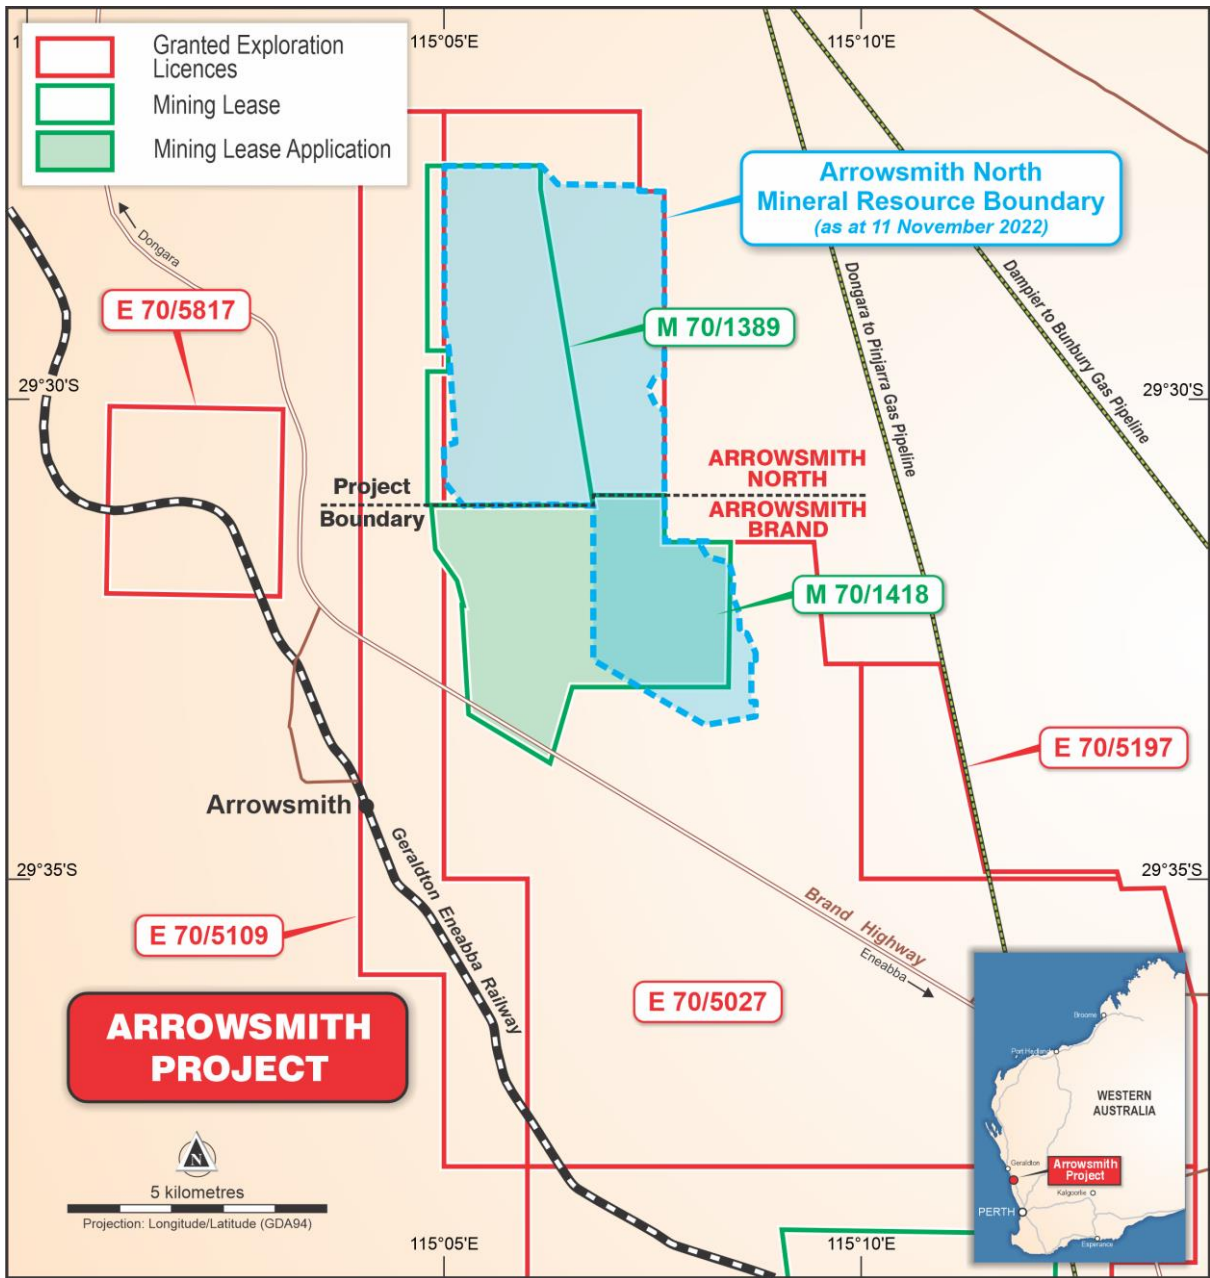 115°05'E
115°10'E
Granted Exploration
Licences
Mining Lease
Mining Lease Application
Arrowsmith North
Mineral Resource Boundary
(as at 11 November 2022)
Dongara
Dongara to Pinjarra Gas Pipeline
Dampier to Bunbury Gas Pipeline
E 70/5817
M 70/1389
29°30'S
29°30'S
Project
Boundary
ARROWSMITH
NORTH
ARROWSMITH
BRAND
M 70/1418
E 70/5197
Arrowsmith
Geraldton Eneabba Railway
29°35'S
29°35'S
Brand Highway
Eneabba
E 70/5109
E 70/5027
ARROWSMITH
PROJECT
N
5 kilometres
Projection: Longitude/Latitude (GDA94)
Broome
Port Hedland
WESTERN
AUSTRALIA
Geraldton
Arrowsmith
Project
Kalgoorlie
PERTH
Esperance
115°05'E
115°10'E